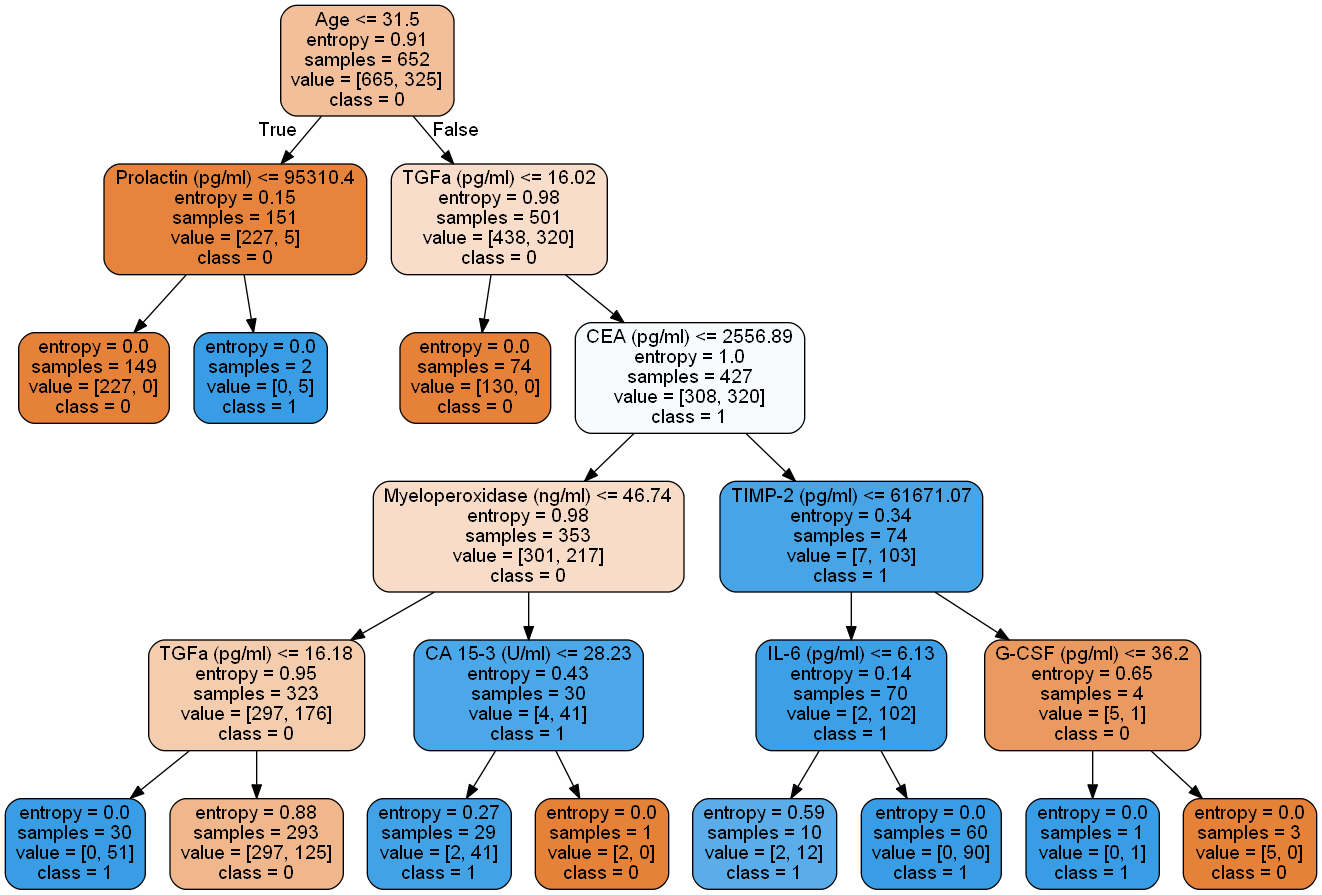 Age <= 31.5
entropy = 0.91
samples = 652
value = [665, 325]
class = 0
True
False
Prolactin (pg/ml) <= 95310.4
entropy = 0.15
samples = 151
value = [227, 5]
class = 0
TGFa (pg/ml) <= 16.02
entropy = 0.98
samples = 501
value = [438, 320]
class = 0
entropy = 0.0
samples = 149
value = [227, 0]
class = 0
entropy = 0.0
samples = 2
value = [0, 5]
class = 1
entropy = 0.0
samples = 74
value = [130, 0]
class = 0
CEA (pg/ml) <= 2556.89
entropy = 1.0
samples = 427
value = [308, 320]
class = 1
Myeloperoxidase (ng/ml) <= 46.74
entropy = 0.98
samples = 353
value = [301, 217]
class = 0
TIMP-2 (pg/ml) <= 61671.07
entropy = 0.34
samples = 74
value = [7, 103]
class = 1
TGFa (pg/ml) <= 16.18
entropy = 0.95
samples = 323
value = [297, 176]
class = 0
CA 15-3 (U/ml) <= 28.23
entropy = 0.43
samples = 30
value = [4, 41]
class = 1
IL-6 (pg/ml) <= 6.13
entropy = 0.14
samples = 70
value = [2, 102]
class = 1
G-CSF (pg/ml) <= 36.2
entropy = 0.65
samples = 4
value = [5, 1]
class = 0
entropy = 0.0
samples = 30
value = [0, 51]
class = 1
entropy = 0.88
samples = 293
value = [297, 125]
class = 0
entropy = 0.27
samples = 29
value = [2, 41]
class = 1
entropy = 0.0
samples = 1
value = [2, 0]
class = 0
entropy = 0.59
samples = 10
value = [2, 12]
class = 1
entropy = 0.0
samples = 60
value = [0, 90]
class = 1
entropy = 0.0
samples = 1
value = [0, 1]
class = 1
entropy = 0.0
samples = 3
value = [5, 0]
class = 0